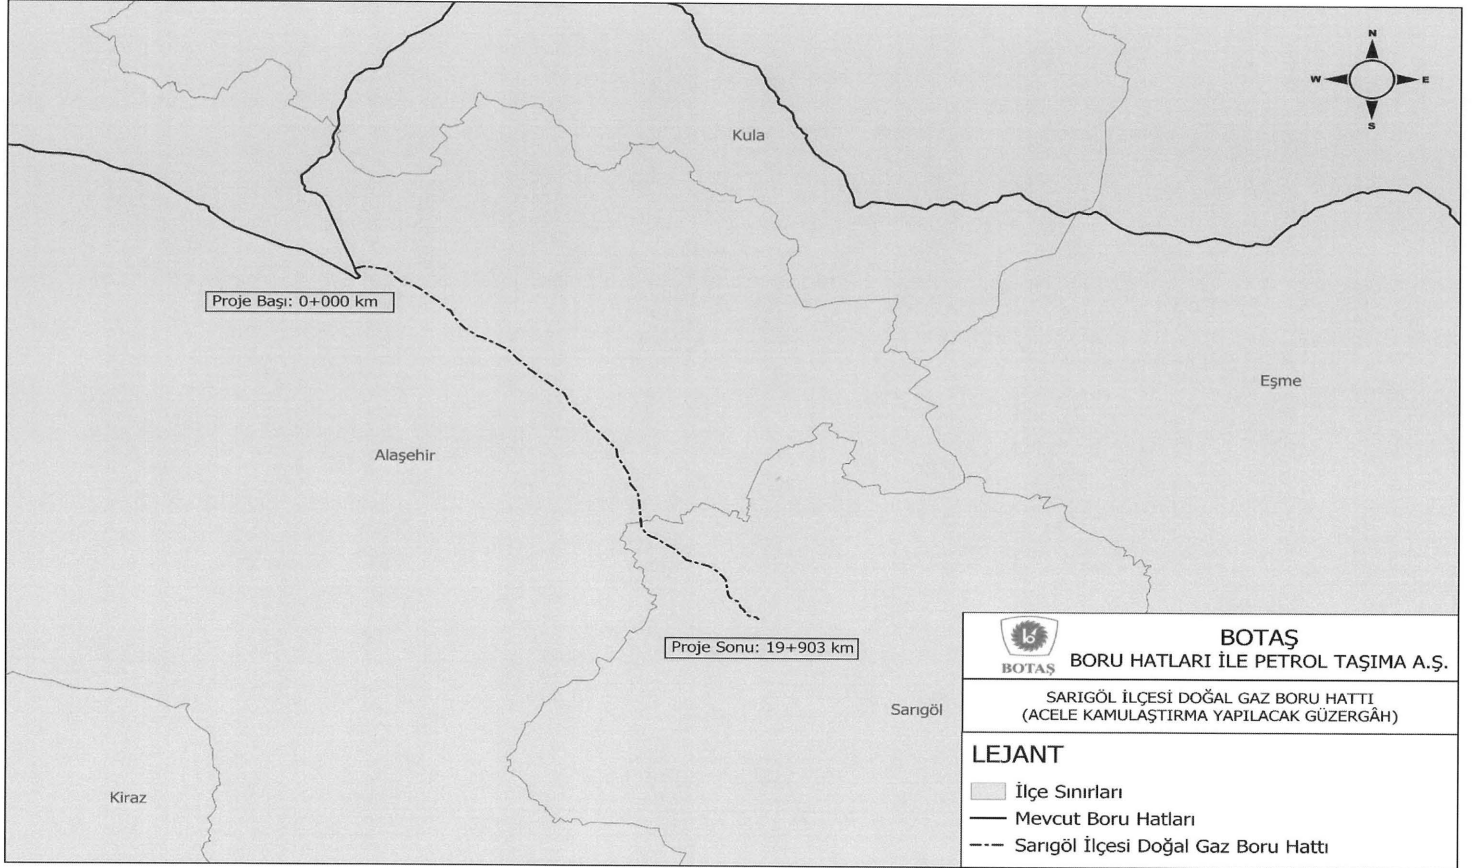 N
W
E
S
Kula
Proje Başı: 0+000 km
Eşme
Alaşehir
Proje Sonu: 19+903 km
Sarıgöl
Kiraz
BOTAŞ
BOTAŞ
BORU HATLARI İLE PETROL TAŞIMA A.Ş.
SARIGÖL İLÇESİ DOĞAL GAZ BORU HATTI
(ACELE KAMULAŞTIRMA YAPILACAK GÜZERGÂH)
LEJANT
İlçe Sınırları
Mevcut Boru Hatları
Sarıgöl İlçesi Doğal Gaz Boru Hattı